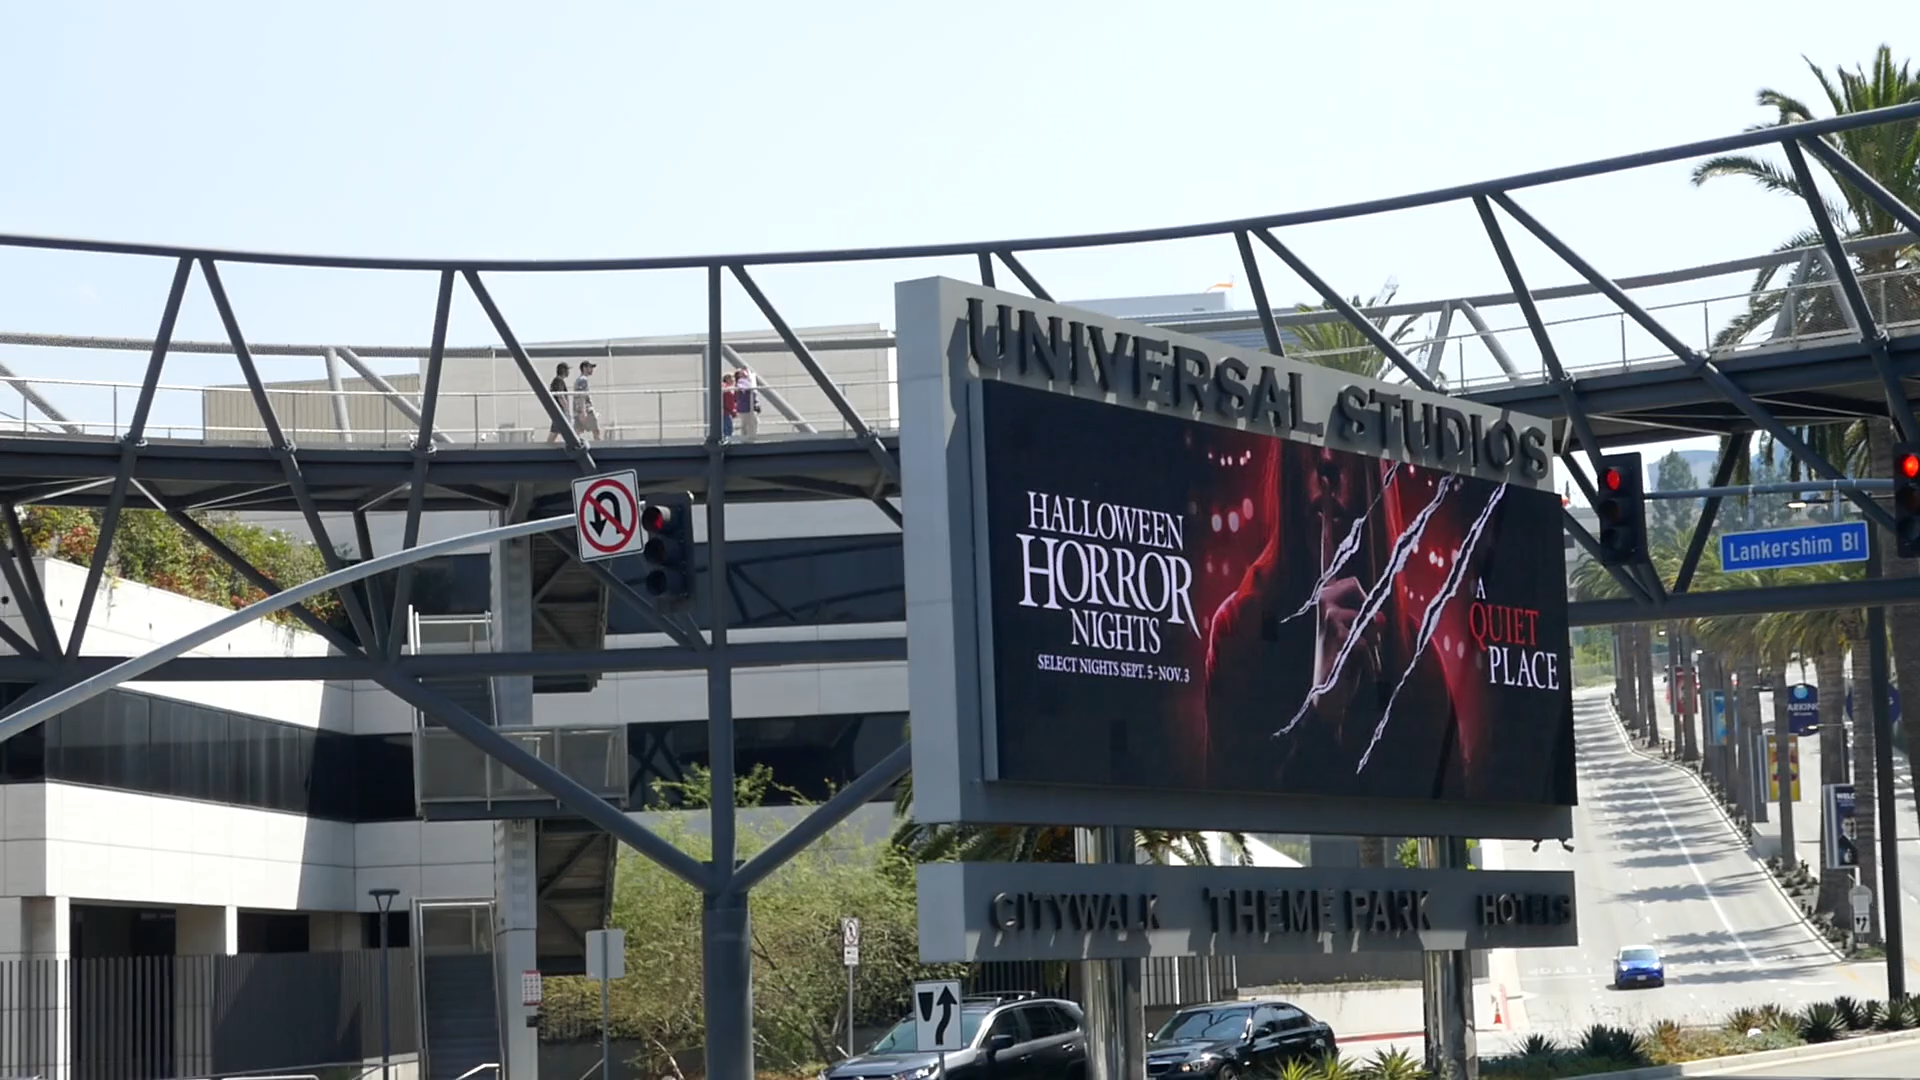 UNIVERSAL STUDIOS
HALLOWEEN
HORROR
NIGHTS
SELECT NIGHTS SEPT. 5 - NOV. 3
A
QUIET
PLACE
Lankershim Bl
CITYWALK THEME PARK HOTELS
PARKING